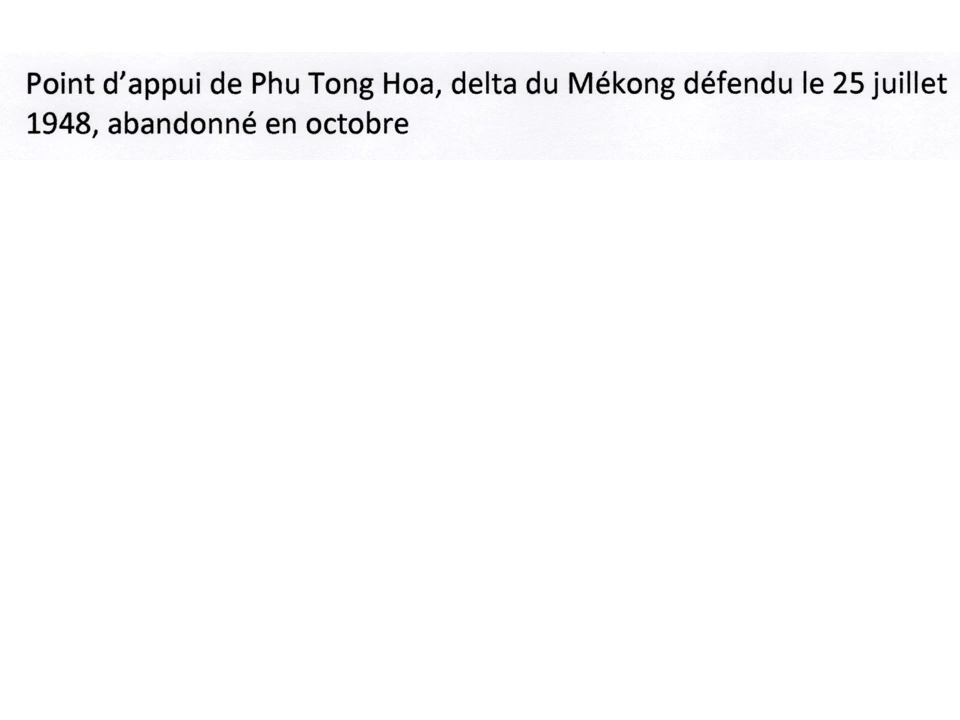 Point d’appui de Phu Tong Hoa, delta du Mékong défendu le 25 juillet
1948, abandonné en octobre